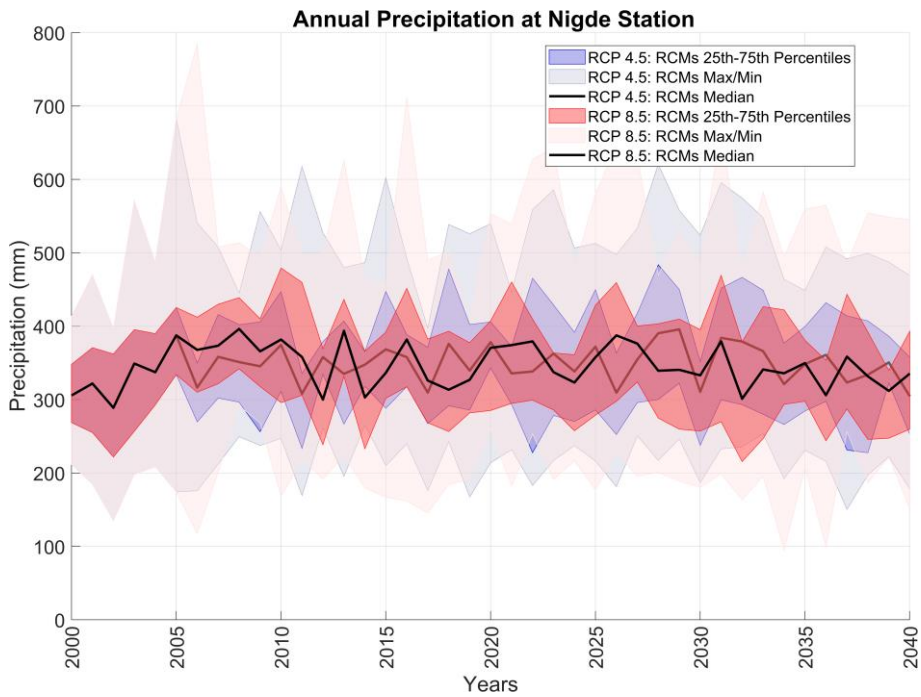 Annual Precipitation at Nigde Station
800
700
600
500
400
300
200
100
0
Precipitation (mm)
RCP 4.5: RCMs 25th-75th Percentiles
RCP 4.5: RCMs Max/Min
RCP 4.5: RCMs Median
RCP 8.5: RCMs 25th-75th Percentiles
RCP 8.5: RCMs Max/Min
RCP 8.5: RCMs Median
2000
2005
2010
2015
2020
2025
2030
2035
2040
Years